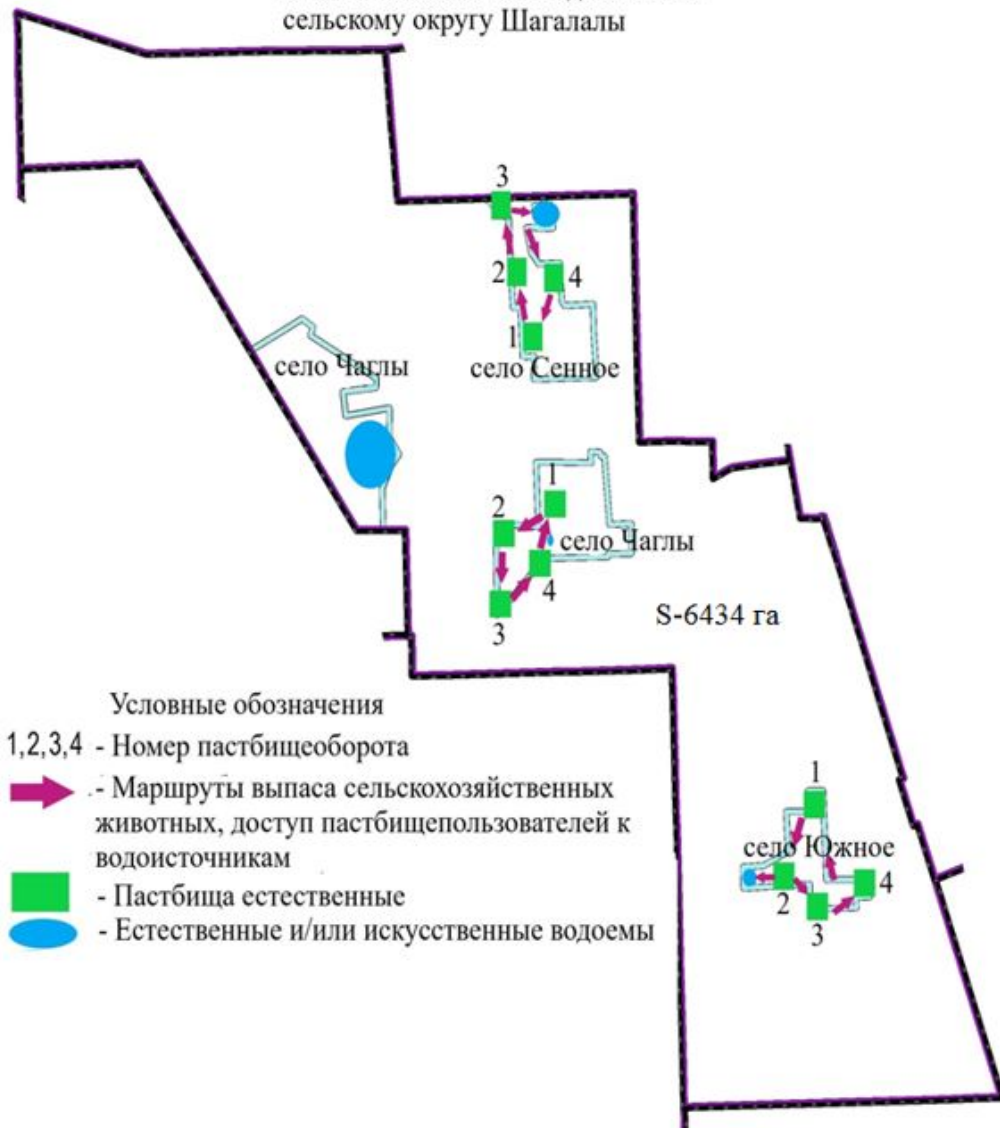 сельскому округу Шагалалы
3
2
4
1
село Чаглы
село Сенное
1
2
село Чаглы
4
3
S-6434 га
Условные обозначения
1,2,3,4 - Номер пастбищеоборота
- Маршруты выпаса сельскохозяйственных
животных, доступ пастбищепользователей к
водоисточникам
- Пастбища естественные
- Естественные и/или искусственные водоемы
1
село Южное
2
4
3